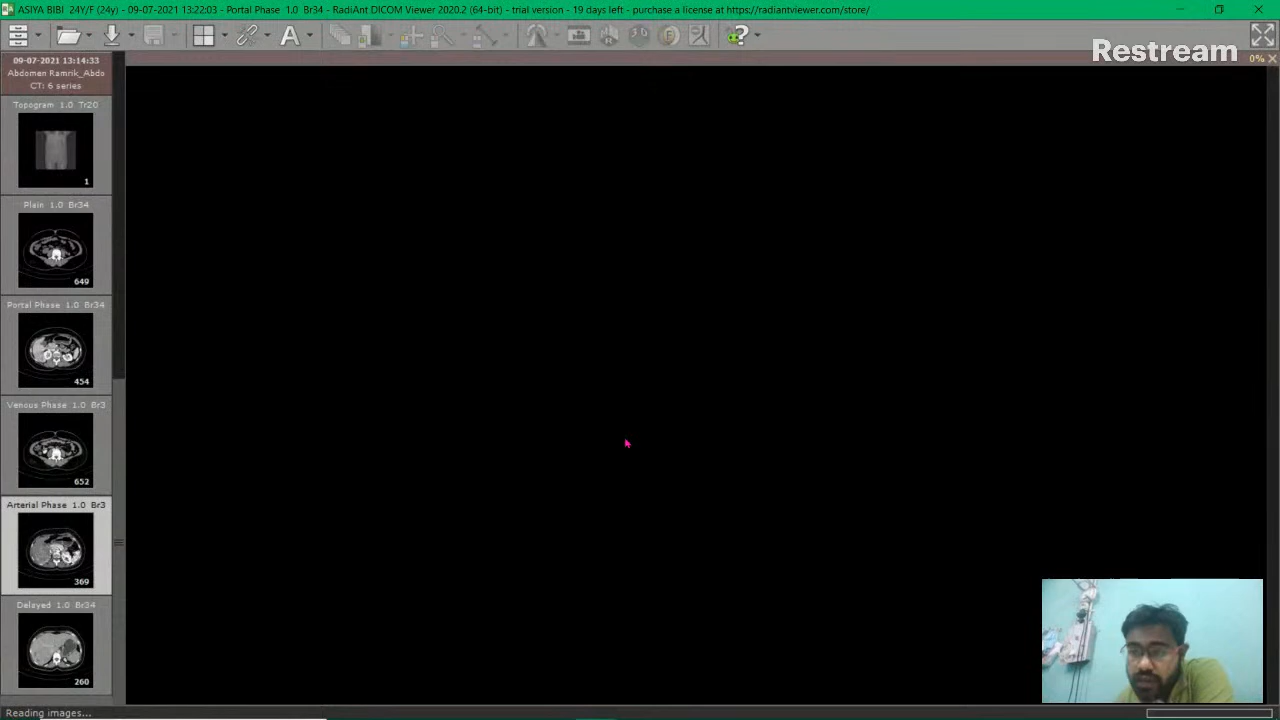 ASIYA BIBI 24Y/F (24y) - 09-07-2021 13:22:03 - Portal Phase 1.0 Br34 - RadiAnt DICOM Viewer 2020.2 (64-bit) - trial version - 19 days left - purchase a license at https://radiantviewer.com/store/
Restream
0%
09-07-2021 13:14:33
Abdomen Ramrik_Abdo
CT: 6 series
Topogram 1.0 Tr20
1
Plain 1.0 Br34
649
Portal Phase 1.0 Br34
454
Venous Phase 1.0 Br3
652
Arterial Phase 1.0 Br3
369
Delayed 1.0 Br34
260
Reading images...